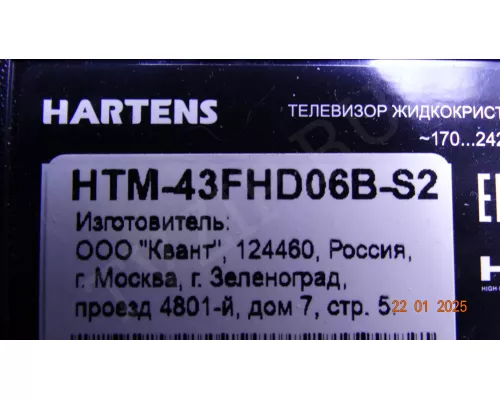 HARTENS
ТЕЛЕВИЗОР ЖИДКОКРИСТ
~170...242
HTM-43FHD06B-S2
Изготовитель:
ООО "Квант", 124460, Россия,
г. Москва, г. Зеленоград,
проезд 4801-й, дом 7, стр. 5,
22 01 2025